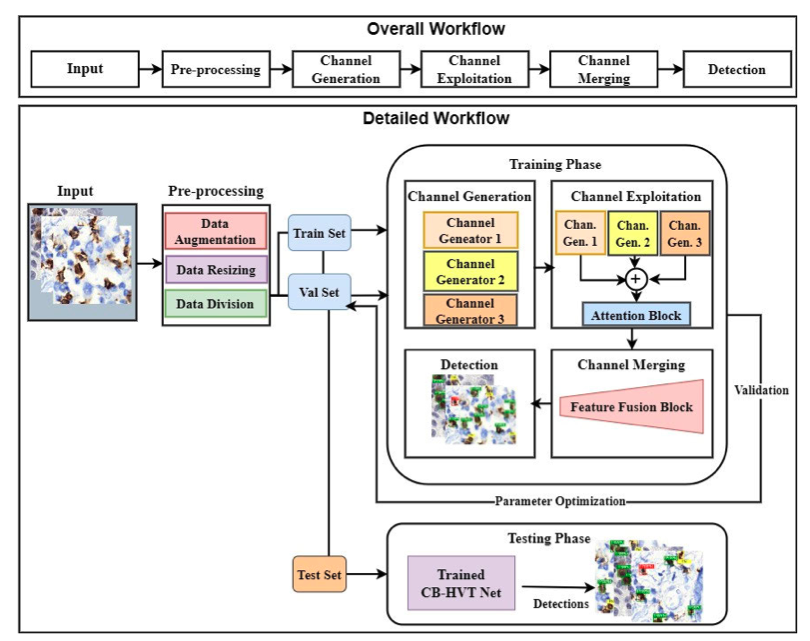 Overall Workflow
Input
Pre-processing
Channel
Generation
Channel
Exploitation
Channel
Merging
Detection
Detailed Workflow
Input
Pre-processing
Data
Augmentation
Data Resizing
Data Division
Train Set
Val Set
Training Phase
Channel Generation
Channel
Geneator 1
Channel
Generator 2
Channel
Generator 3
Channel Exploitation
Chan.
Gen. 1
Chan.
Gen. 2
Chan.
Gen. 3
+
Attention Block
Detection
Channel Merging
Feature Fusion Block
Validation
Parameter Optimization
Test Set
Testing Phase
Trained
CB-HVT Net
Detections